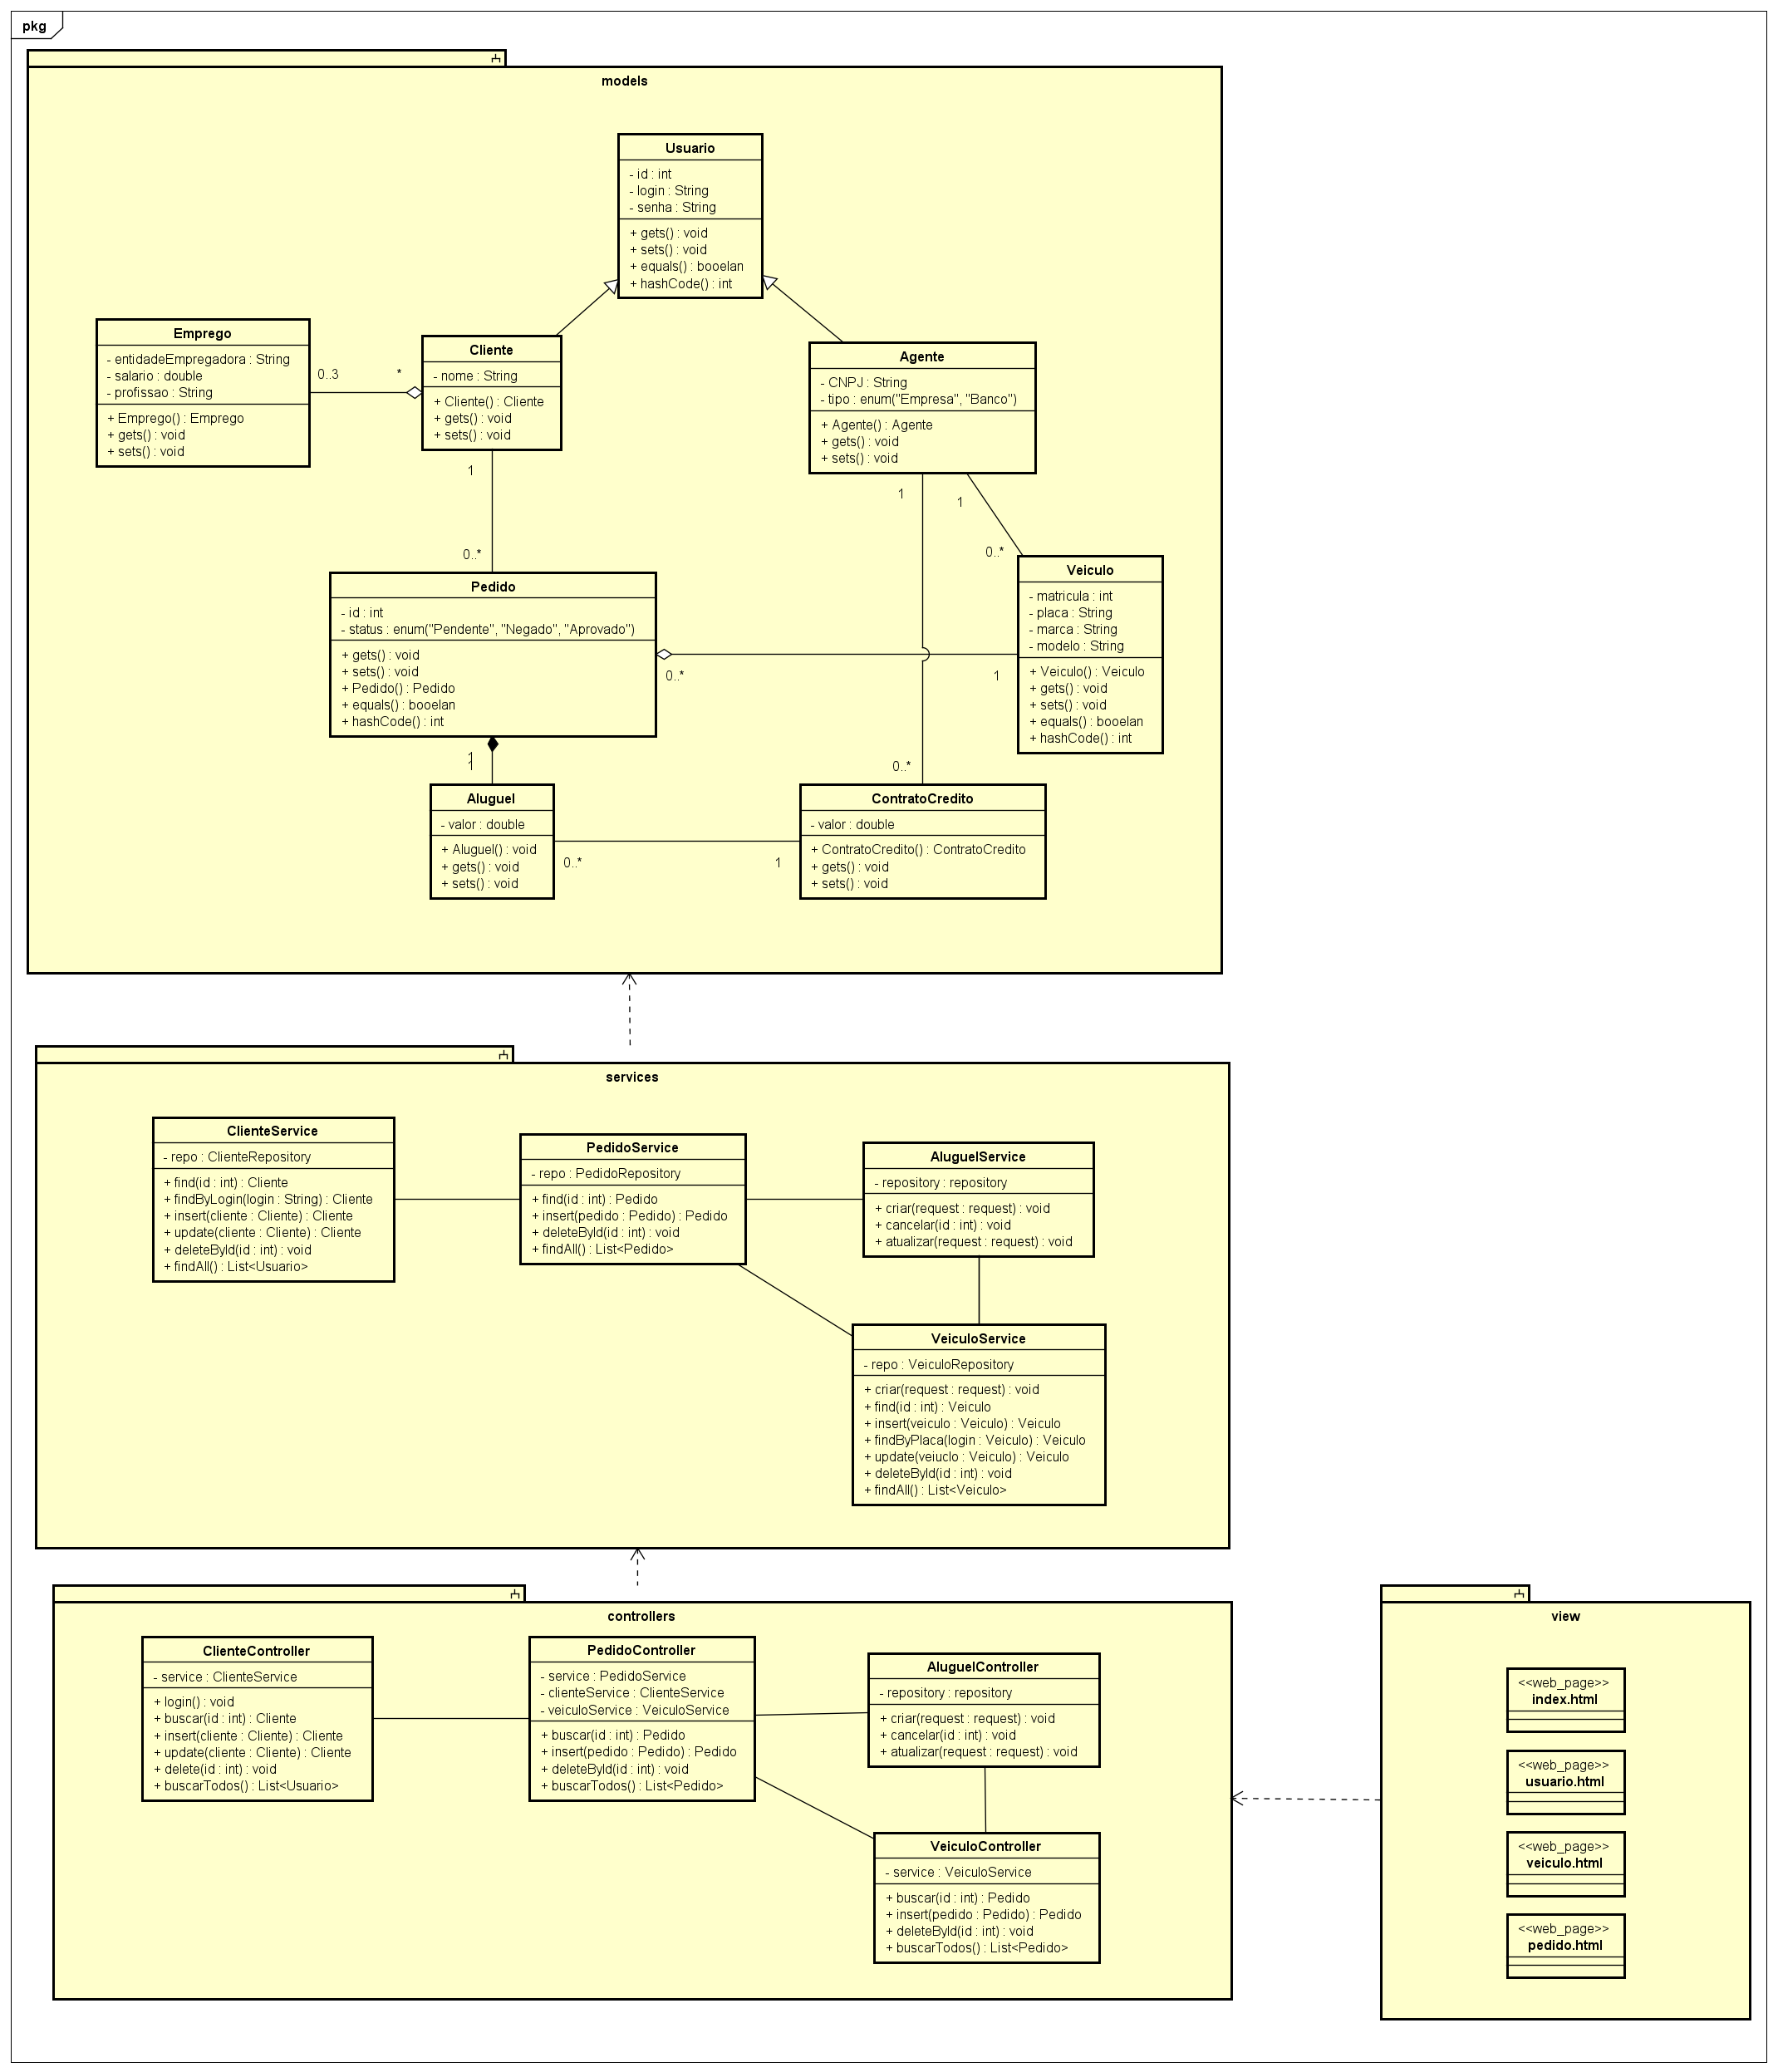 pkg
models
Usuario
- id : int
- login : String
- senha : String
+ gets() : void
+ sets() : void
+ equals() : booelan
+ hashCode() : int
Emprego
- entidadeEmpregadora : String
- salario : double
- profissao : String
+ Emprego() : Emprego
+ gets() : void
+ sets() : void
0..3
*
Cliente
- nome : String
+ Cliente() : Cliente
+ gets() : void
+ sets() : void
Agente
- CNPJ : String
- tipo : enum("Empresa", "Banco")
+ Agente() : Agente
+ gets() : void
+ sets() : void
1
0..*
1
1
0..*
Pedido
- id : int
- status : enum("Pendente", "Negado", "Aprovado")
+ gets() : void
+ sets() : void
+ Pedido() : Pedido
+ equals() : booelan
+ hashCode() : int
0..*
1
Veiculo
- matricula : int
- placa : String
- marca : String
- modelo : String
+ Veiculo() : Veiculo
+ gets() : void
+ sets() : void
+ equals() : booelan
+ hashCode() : int
1
1
0..*
Aluguel
- valor : double
+ Aluguel() : void
+ gets() : void
+ sets() : void
0..*
1
ContratoCredito
- valor : double
+ ContratoCredito() : ContratoCredito
+ gets() : void
+ sets() : void
services
ClienteService
- repo : ClienteRepository
+ find(id : int) : Cliente
+ findByLogin(login : String) : Cliente
+ insert(cliente : Cliente) : Cliente
+ update(cliente : Cliente) : Cliente
+ deleteById(id : int) : void
+ findAll() : List<Usuario>
PedidoService
- repo : PedidoRepository
+ find(id : int) : Pedido
+ insert(pedido : Pedido) : Pedido
+ deleteById(id : int) : void
+ findAll() : List<Pedido>
AluguelService
- repository : repository
+ criar(request : request) : void
+ cancelar(id : int) : void
+ atualizar(request : request) : void
VeiculoService
- repo : VeiculoRepository
+ criar(request : request) : void
+ find(id : int) : Veiculo
+ insert(veiculo : Veiculo) : Veiculo
+ findByPlaca(login : Veiculo) : Veiculo
+ update(veiuclo : Veiculo) : Veiculo
+ deleteById(id : int) : void
+ findAll() : List<Veiculo>
controllers
ClienteController
- service : ClienteService
+ login() : void
+ buscar(id : int) : Cliente
+ insert(cliente : Cliente) : Cliente
+ update(cliente : Cliente) : Cliente
+ delete(id : int) : void
+ buscarTodos() : List<Usuario>
PedidoController
- service : PedidoService
- clienteService : ClienteService
- veiculoService : VeiculoService
+ buscar(id : int) : Pedido
+ insert(pedido : Pedido) : Pedido
+ deleteById(id : int) : void
+ buscarTodos() : List<Pedido>
AluguelController
- repository : repository
+ criar(request : request) : void
+ cancelar(id : int) : void
+ atualizar(request : request) : void
VeiculoController
- service : VeiculoService
+ buscar(id : int) : Pedido
+ insert(pedido : Pedido) : Pedido
+ deleteById(id : int) : void
+ buscarTodos() : List<Pedido>
view
<<web_page>>
index.html
<<web_page>>
usuario.html
<<web_page>>
veiculo.html
<<web_page>>
pedido.html